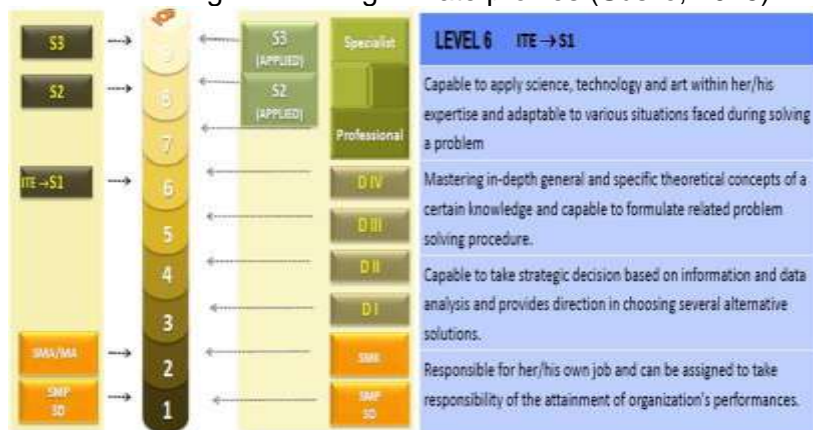 S3
S2
ITE → S1
SMA/MA
SMP
SD
9
8
7
6
5
4
3
2
1
S3
(APPLIED)
S2
(APPLIED)
Specialist
Professional
D IV
D III
D II
D I
SMK
SMP
SD
LEVEL 6 ITE → S1
Capable to apply science, technology and art within her/his
expertise and adaptable to various situations faced during solving
a problem
Mastering in-depth general and specific theoretical concepts of a
certain knowledge and capable to formulate related problem
solving procedure.
Capable to take strategic decision based on information and data
analysis and provides direction in choosing several alternative
solutions.
Responsible for her/his own job and can be assigned to take
responsibility of the attainment of organization's performances.